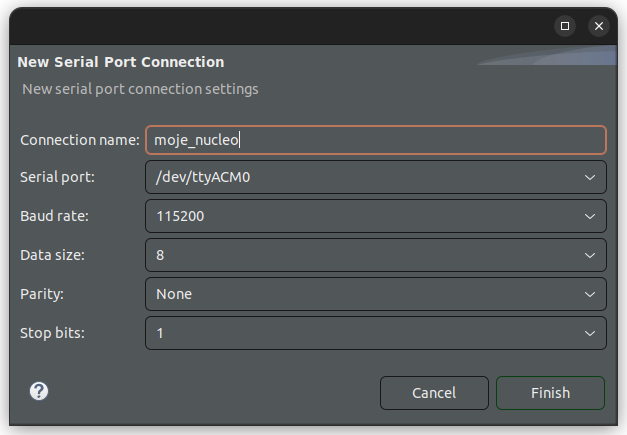 New Serial Port Connection
New serial port connection settings
Connection name: moje_nucleo
Serial port: /dev/ttyACM0
Baud rate: 115200
Data size: 8
Parity: None
Stop bits: 1
? Cancel Finish